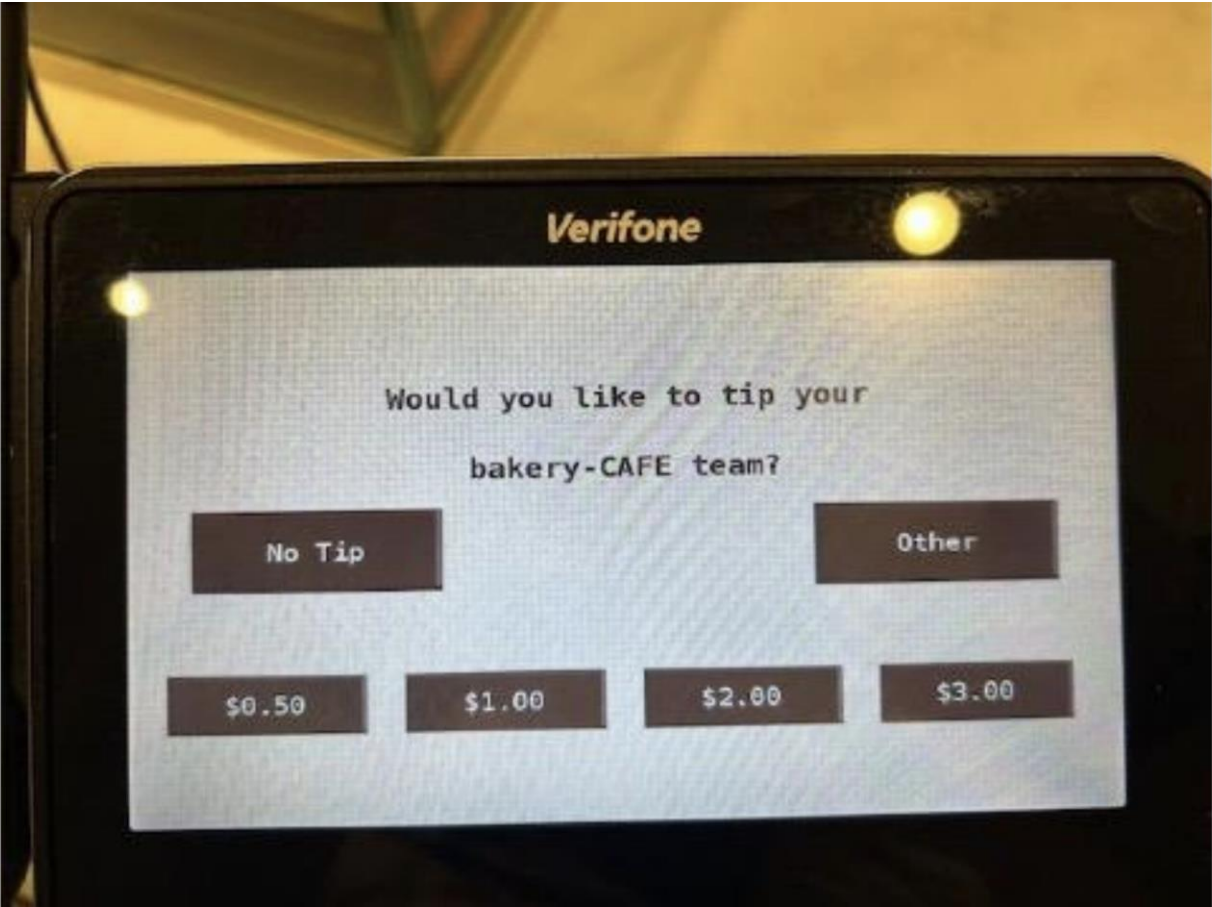 Verifone
Would you like to tip your
bakery-CAFE team?
No Tip
Other
$0.50
$1.00
$2.00
$3.00